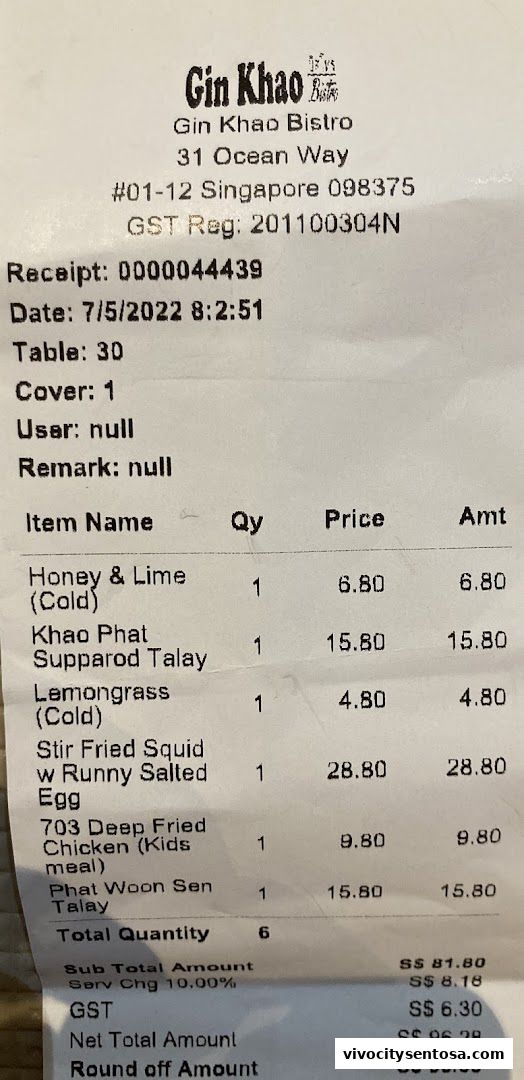 Gin Khao
Bistro
Gin Khao Bistro
31 Ocean Way
#01-12 Singapore 098375
GST Reg: 201100304N
Receipt: 0000044439
Date: 7/5/2022 8:2:51
Table: 30
Cover: 1
User: null
Remark: null
Item Name Qy Price Amt
Honey & Lime 1 6.80 6.80
(Cold)
Khao Phat 1 15.80 15.80
Supparod Talay
Lemongrass 1 4.80 4.80
(Cold)
Stir Fried Squid
w Runny Salted 1 28.80 28.80
Egg
703 Deep Fried
Chicken (Kids 1 9.80 9.80
meal)
Phat Woon Sen 1 15.80 15.80
Talay
Total Quantity 6
Sub Total Amount S$ 81.80
Serv Chg 10.00% S$ 8.18
GST S$ 6.30
Net Total Amount S$ 96.28
Round off Amount
vivocitysentosa.com